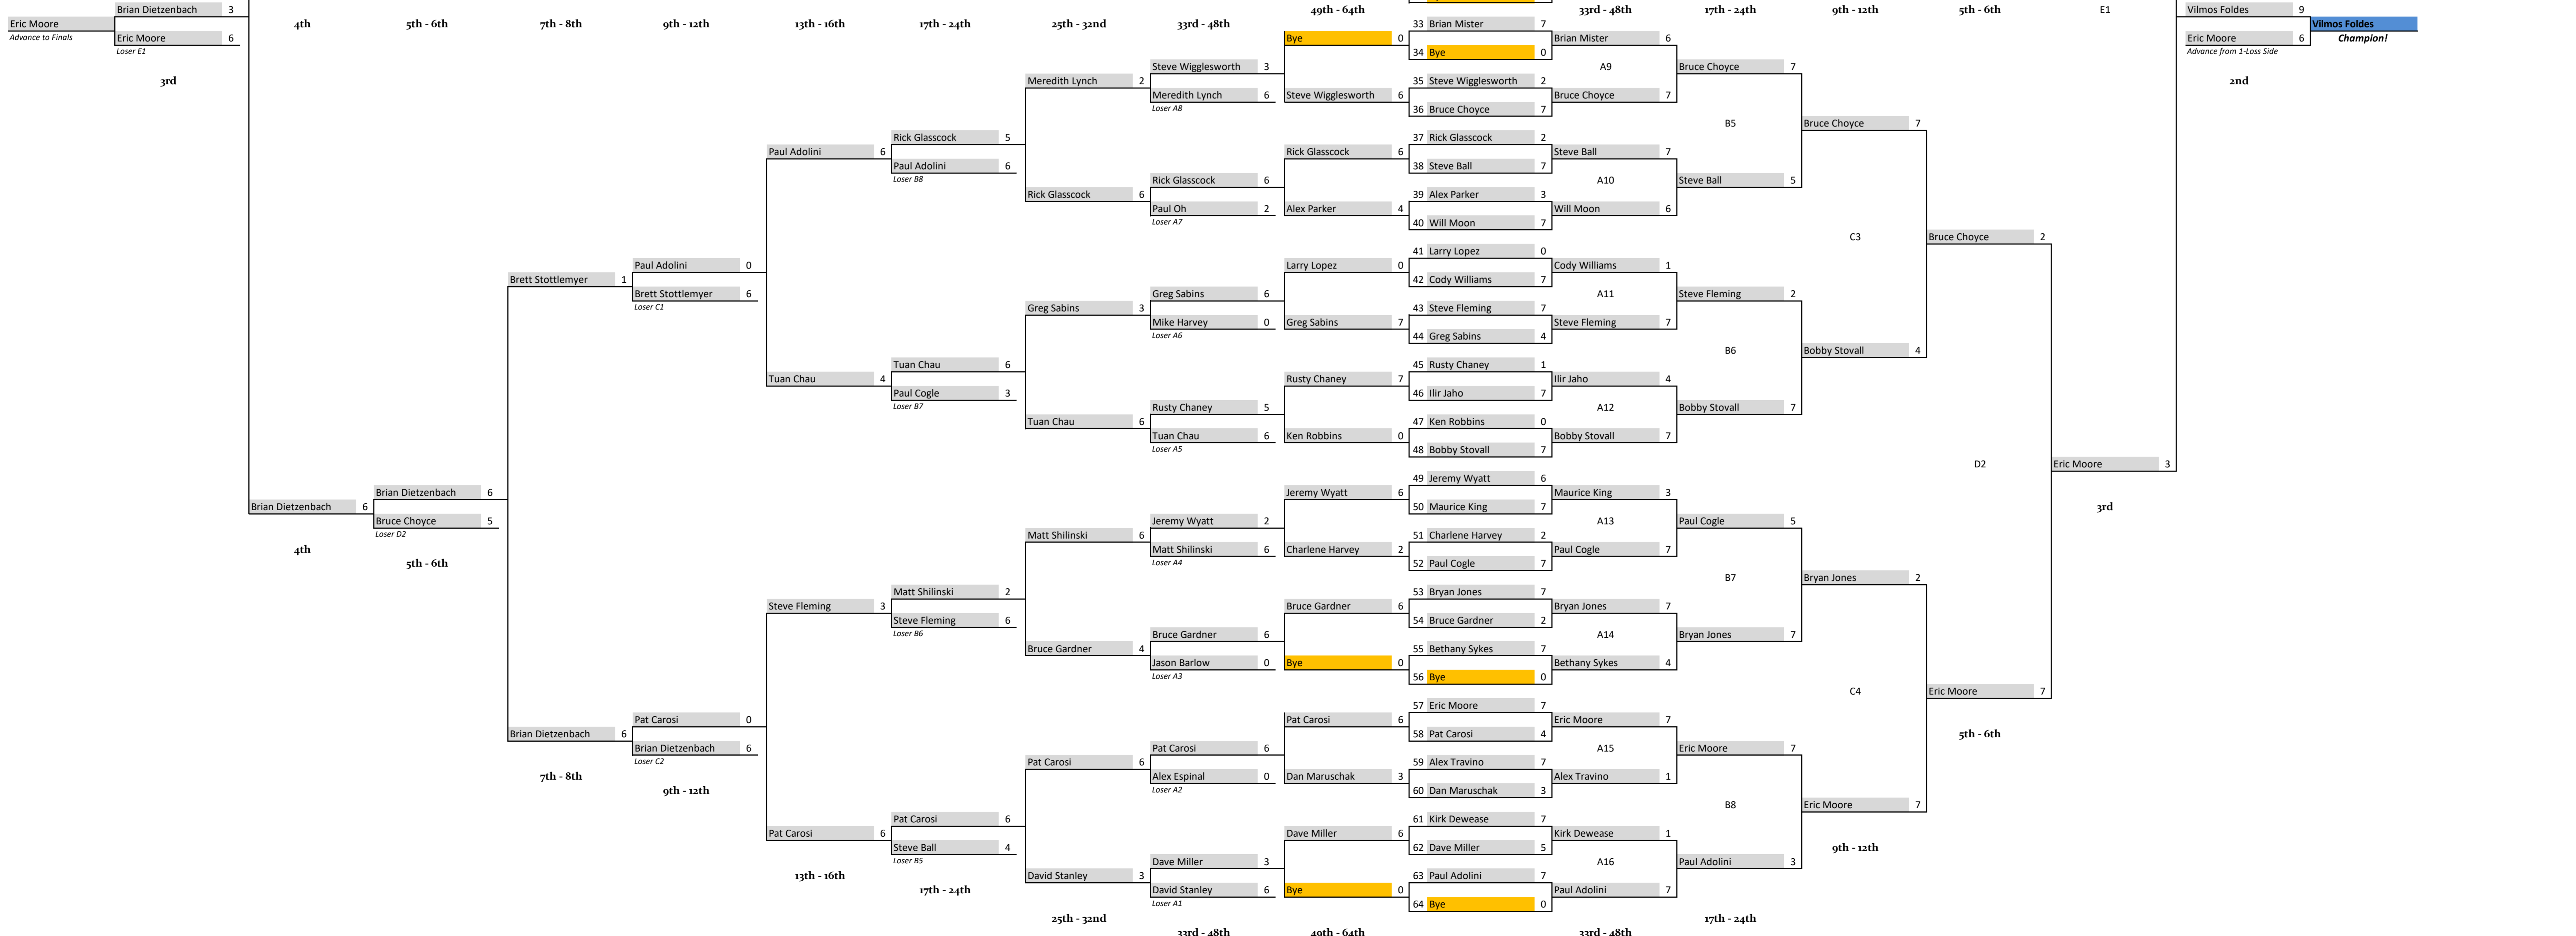 Brian Dietzenbach 3
Eric Moore
Advance to Finals
Eric Moore 6
Loser E1
3rd
4th
5th - 6th
7th - 8th
9th - 12th
13th - 16th
17th - 24th
25th - 32nd
33rd - 48th
49th - 64th
33rd - 48th
17th - 24th
9th - 12th
5th - 6th
E1
Brian Dietzenbach 6
4th
Brian Dietzenbach 6
Bruce Choyce 5
Loser D2
5th - 6th
Brett Stottlemyer 1
Brian Dietzenbach 6
7th - 8th
Paul Adolini 0
Brett Stottlemyer 6
Loser C1
Pat Carosi 0
Brian Dietzenbach 6
Loser C2
9th - 12th
Paul Adolini 6
Tuan Chau 4
Steve Fleming 3
Pat Carosi 6
13th - 16th
Rick Glasscock 5
Paul Adolini 6
Loser B8
Tuan Chau 6
Paul Cogle 3
Loser B7
Matt Shilinski 2
Steve Fleming 6
Loser B6
Pat Carosi 6
Steve Ball 4
Loser B5
17th - 24th
Meredith Lynch 2
Rick Glasscock 6
Greg Sabins 3
Tuan Chau 6
Matt Shilinski 6
Bruce Gardner 4
Pat Carosi 6
David Stanley 3
25th - 32nd
Steve Wigglesworth 3
Meredith Lynch 6
Loser A8
Rick Glasscock 6
Paul Oh 2
Loser A7
Greg Sabins 6
Mike Harvey 0
Loser A6
Rusty Chaney 5
Tuan Chau 6
Loser A5
Jeremy Wyatt 2
Matt Shilinski 6
Loser A4
Bruce Gardner 6
Jason Barlow 0
Loser A3
Pat Carosi 6
Alex Espinal 0
Loser A2
Dave Miller 3
David Stanley 6
Loser A1
33rd - 48th
Bye 0
Steve Wigglesworth 6
Rick Glasscock 6
Alex Parker 4
Larry Lopez 0
Greg Sabins 7
Rusty Chaney 7
Ken Robbins 0
Jeremy Wyatt 6
Charlene Harvey 2
Bruce Gardner 6
Bye 0
Pat Carosi 6
Dan Maruschak 3
Dave Miller 6
Bye 0
49th - 64th
33 Brian Mister 7
34 Bye 0
35 Steve Wigglesworth 2
36 Bruce Choyce 7
37 Rick Glasscock 2
38 Steve Ball 7
39 Alex Parker 3
40 Will Moon 7
41 Larry Lopez 0
42 Cody Williams 7
43 Steve Fleming 7
44 Greg Sabins 4
45 Rusty Chaney 1
46 Ilir Jaho 7
47 Ken Robbins 0
48 Bobby Stovall 7
49 Jeremy Wyatt 6
50 Maurice King 7
51 Charlene Harvey 2
52 Paul Cogle 7
53 Bryan Jones 7
54 Bruce Gardner 2
55 Bethany Sykes 7
56 Bye 0
57 Eric Moore 7
58 Pat Carosi 4
59 Alex Travino 7
60 Dan Maruschak 3
61 Kirk Dewease 7
62 Dave Miller 5
63 Paul Adolini 7
64 Bye 0
Brian Mister 6
A9
Bruce Choyce 7
Steve Ball 7
A10
Will Moon 6
Cody Williams 1
A11
Steve Fleming 7
Ilir Jaho 4
A12
Bobby Stovall 7
Maurice King 3
A13
Paul Cogle 7
Bryan Jones 7
A14
Bethany Sykes 4
Eric Moore 7
A15
Alex Travino 1
Kirk Dewease 1
A16
Paul Adolini 7
33rd - 48th
Bruce Choyce 7
B5
Steve Ball 5
Steve Fleming 2
B6
Bobby Stovall 7
Paul Cogle 5
B7
Bryan Jones 7
Eric Moore 7
B8
Paul Adolini 3
17th - 24th
Bruce Choyce 7
C3
Bobby Stovall 4
Bryan Jones 2
C4
Eric Moore 7
9th - 12th
Bruce Choyce 2
D2
Eric Moore 7
5th - 6th
Eric Moore 3
3rd
Vilmos Foldes 9
Vilmos Foldes
Eric Moore 6
Champion!
Advance from 1-Loss Side
2nd